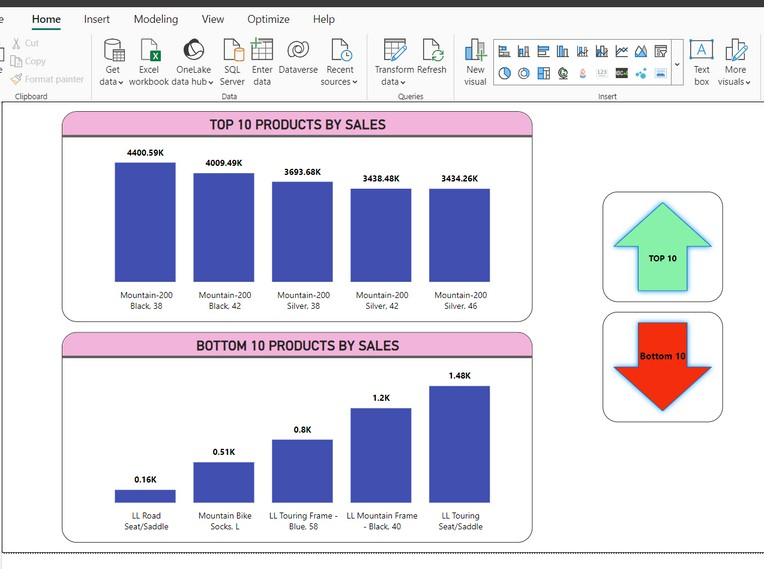 Home Insert Modeling View Optimize Help
Cut
Copy
Format painter
Clipboard
Get data
Excel workbook
OneLake data hub
SQL Server
Enter data
Dataverse
Recent sources
Data
Transform data
Refresh
Queries
New visual
123
Text box
More visuals
Insert
TOP 10 PRODUCTS BY SALES
4400.59K
4009.49K
3693.68K
3438.48K
3434.26K
Mountain-200
Black, 38
Mountain-200
Black, 42
Mountain-200
Silver, 38
Mountain-200
Silver, 42
Mountain-200
Silver, 46
TOP 10
BOTTOM 10 PRODUCTS BY SALES
0.16K
0.51K
0.8K
1.2K
1.48K
LL Road
Seat/Saddle
Mountain Bike
Socks, L
LL Touring Frame -
Blue, 58
LL Mountain Frame
- Black, 40
LL Touring
Seat/Saddle
Bottom 10